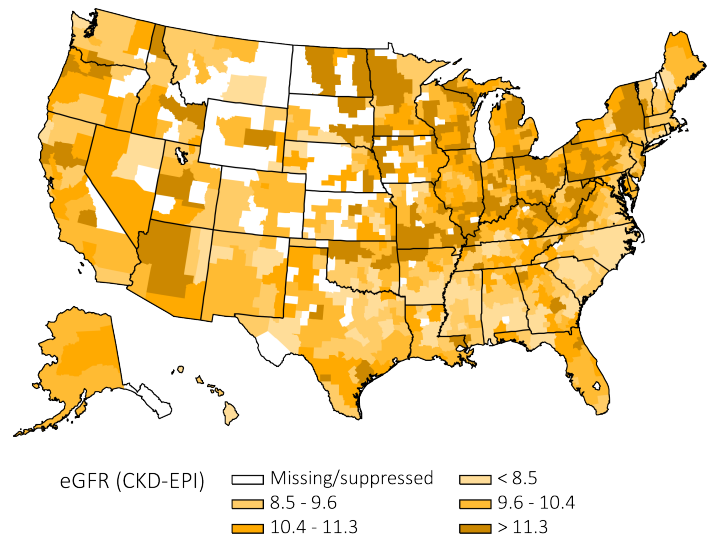 eGFR (CKD-EPI)
Missing/suppressed
< 8.5
8.5 - 9.6
9.6 - 10.4
10.4 - 11.3
> 11.3